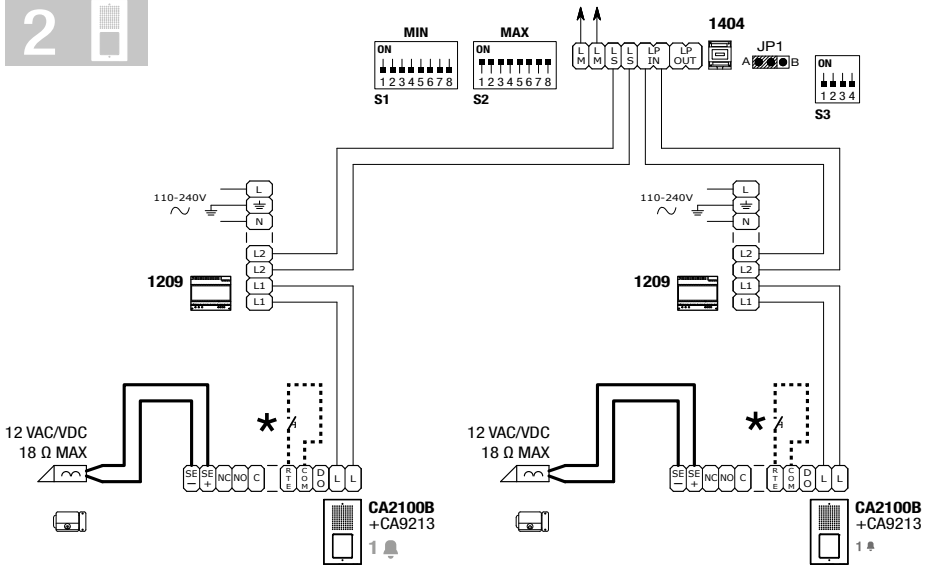 2
MIN
ON
1 2 3 4 5 6 7 8
S1
MAX
ON
1 2 3 4 5 6 7 8
S2
LM LM LS LS LP IN LP OUT
1404
JP1
A B
ON
1 2 3 4
S3
110-240V
L
N
L2
L2
L1
L1
1209
110-240V
L
N
L2
L2
L1
L1
1209
*
12 VAC/VDC
18 Ω MAX
SE− SE+ NC NO C RTE COM DO L L
CA2100B
+CA9213
1
*
12 VAC/VDC
18 Ω MAX
SE− SE+ NC NO C RTE COM DO L L
CA2100B
+CA9213
1